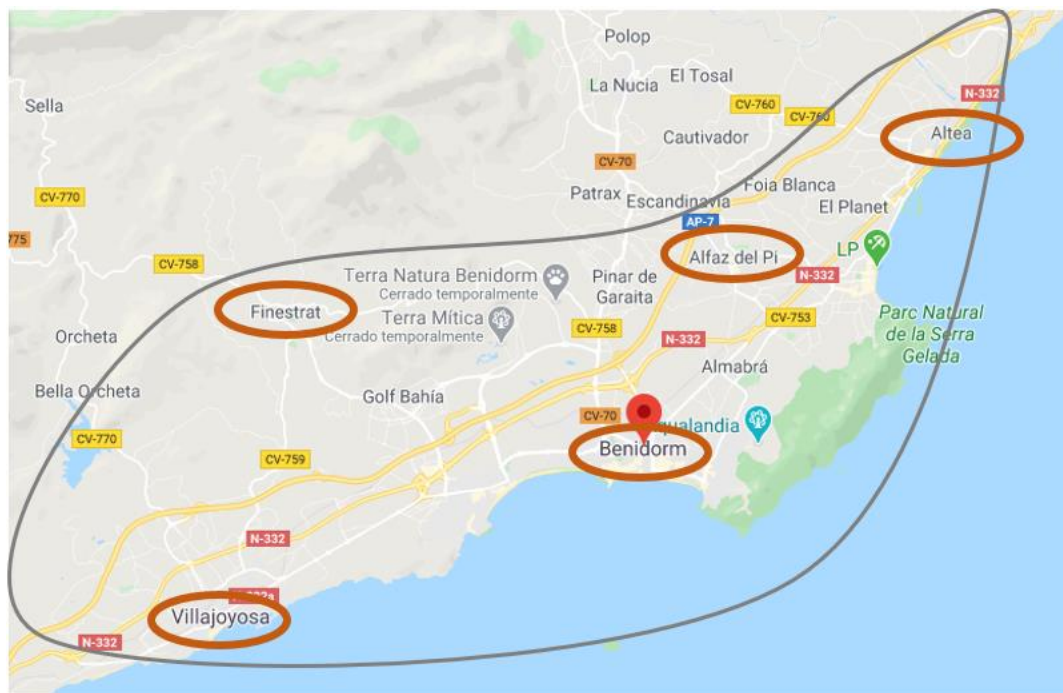 Polop
La Nucia
El Tosal
Sella
CV-760
CV-760
N-332
Altea
Cautivador
CV-70
Foia Blanca
Patrax
Escandinavia
CV-770
El Planet
AP-7
775
LP
CV-758
Alfaz del Pi
Terra Natura Benidorm
Cerrado temporalmente
Pinar de
Garaita
N-332
Finestrat
Terra Mítica
Cerrado temporalmente
CV-758
CV-753
Parc Natural
de la Serra
Gelada
Orcheta
N-332
Almabrá
Bella Orcheta
Golf Bahía
CV-70
CV-770
Benidorm
CV-759
N-332
Villajoyosa
N-332